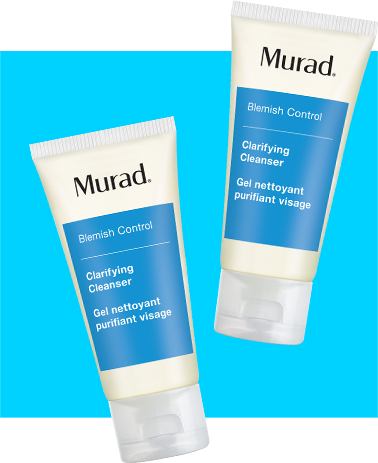 Murad.
Blemish Control
Clarifying
Cleanser
Gel nettoyant
purifiant visage
Murad.
Blemish Control
Clarifying
Cleanser
Gel nettoyant
purifiant visage